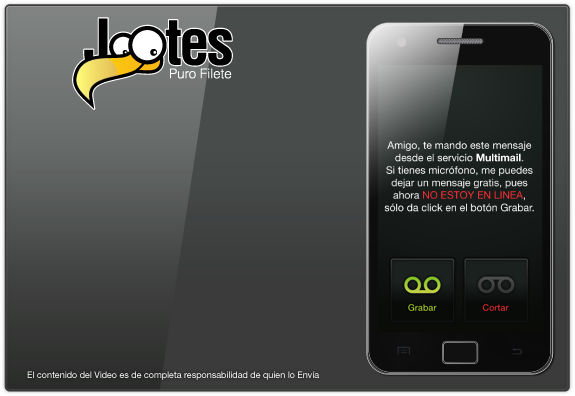 Jootes
Puro Filete
Amigo, te mando este mensaje
desde el servicio Multimail.
Si tienes micrófono, me puedes
dejar un mensaje gratis, pues
ahora NO ESTOY EN LINEA,
sólo da click en el botón Grabar.
Grabar
Cortar
El contenido del Video es de completa responsabilidad de quien lo Envía